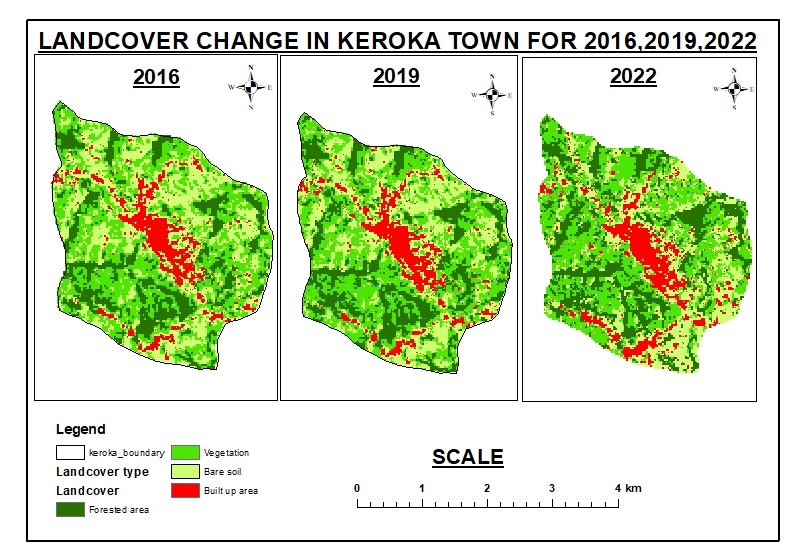 LANDCOVER CHANGE IN KEROKA TOWN FOR 2016,2019,2022
2016
N
W E
S
2019
N
W E
S
2022
N
W E
S
Legend
keroka_boundary
Landcover type
Landcover
Forested area
Vegetation
Bare soil
Built up area
SCALE
0 1 2 3 4 km